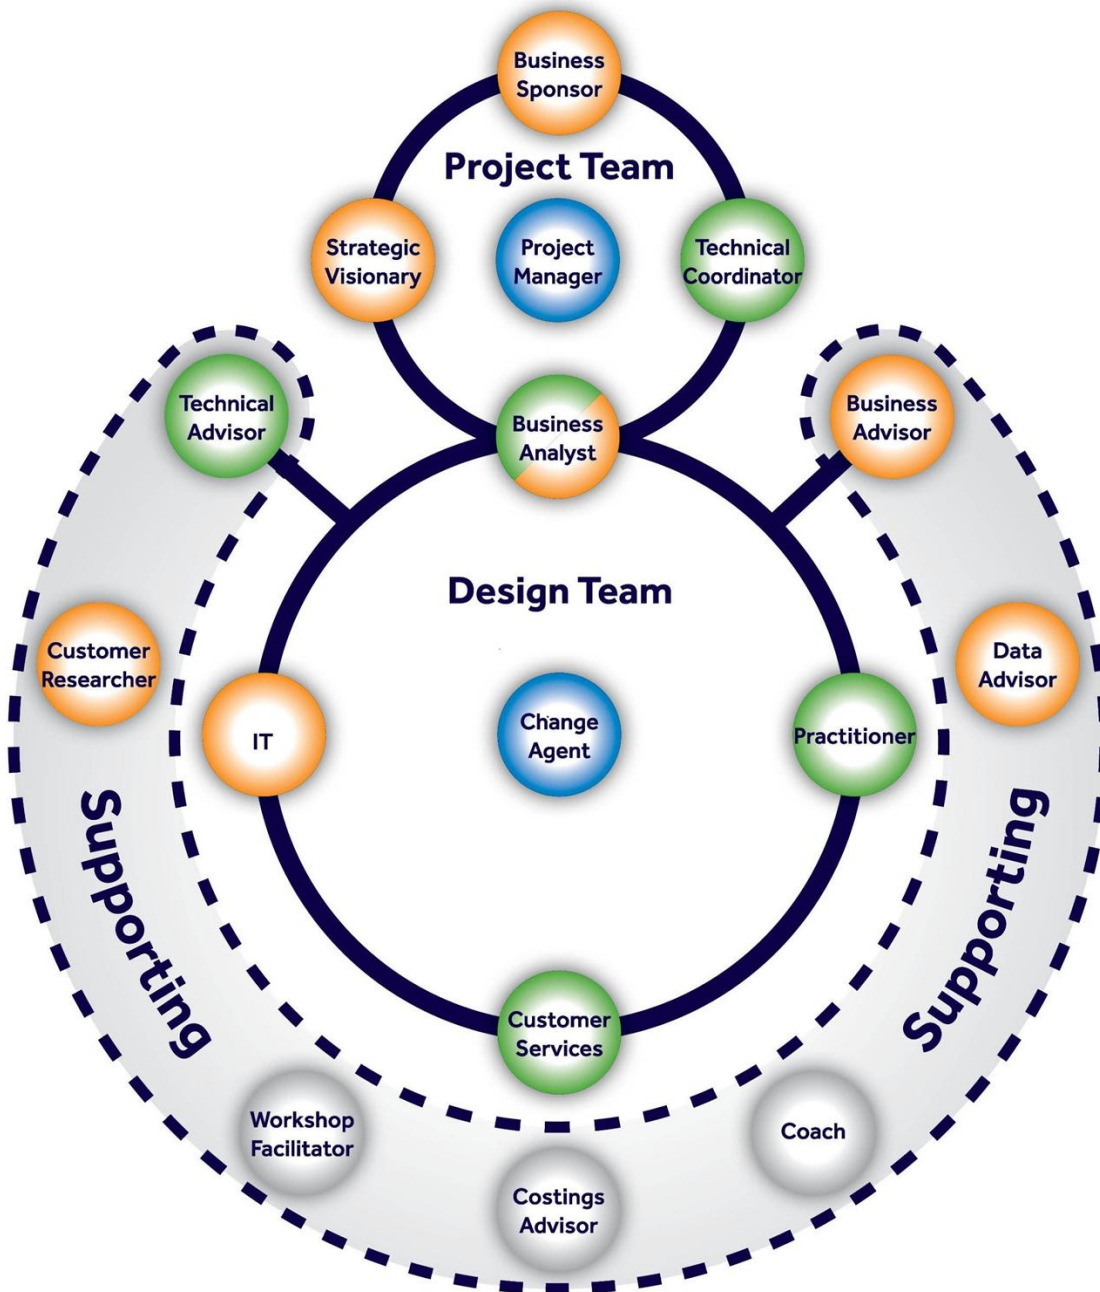 Business
Sponsor
Project Team
Strategic
Visionary
Project
Manager
Technical
Coordinator
Technical
Advisor
Business
Analyst
Business
Advisor
Design Team
Customer
Researcher
Data
Advisor
IT
Change
Agent
Practitioner
Supporting
Supporting
Customer
Services
Workshop
Facilitator
Coach
Costings
Advisor